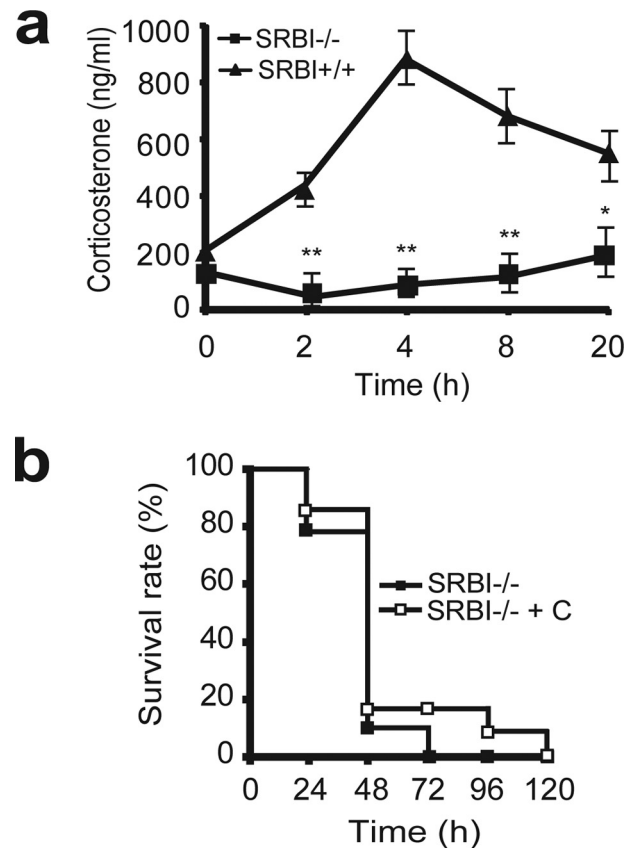 a
Corticosterone (ng/ml)
1000
800
600
400
200
0
SRBI-/-
SRBI+/+
**
**
**
*
0 2 4 8 20
Time (h)
b
Survival rate (%)
100
80
60
40
20
0
SRBI-/-
SRBI-/- + C
0 24 48 72 96 120
Time (h)